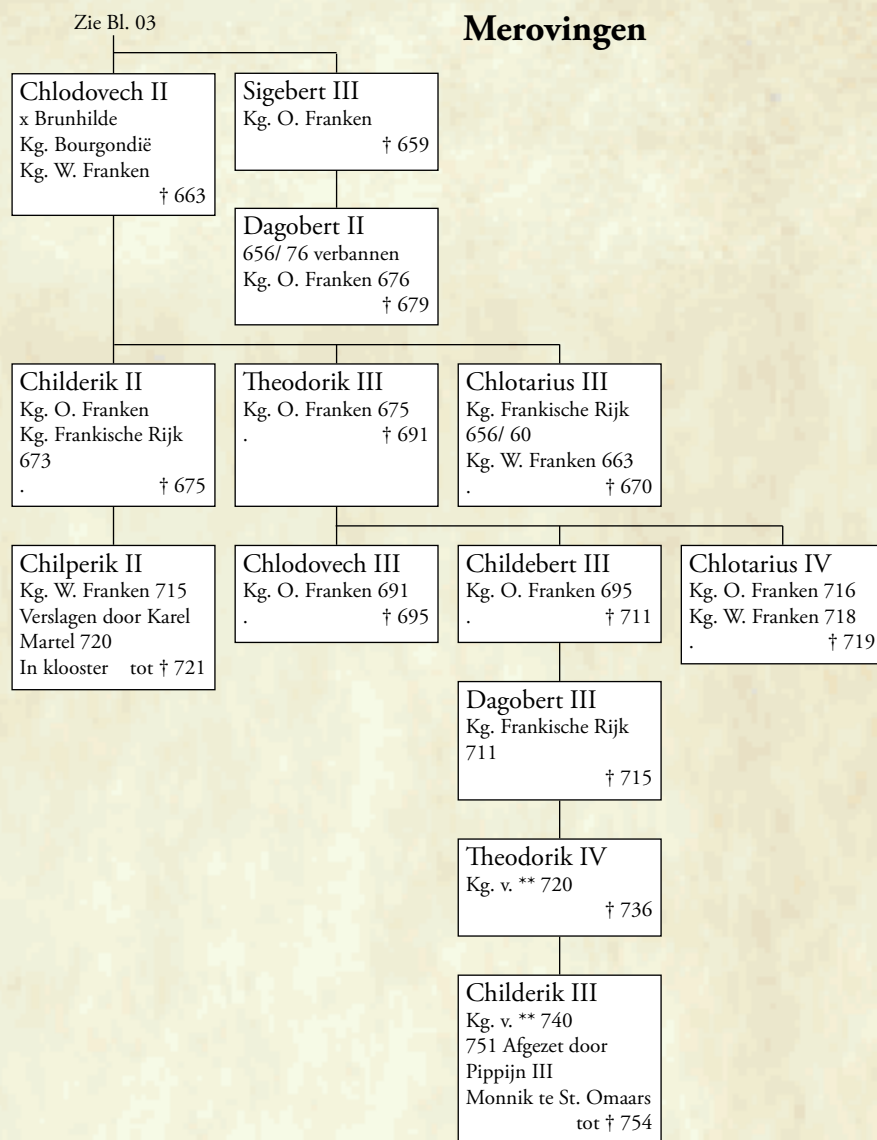 Zie Bl. 03
Merovingen
Chlodovech II
x Brunhilde
Kg. Bourgondië
Kg. W. Franken
† 663
Sigebert III
Kg. O. Franken
† 659
Dagobert II
656/ 76 verbannen
Kg. O. Franken 676
† 679
Childerik II
Kg. O. Franken
Kg. Frankische Rijk
673
. † 675
Theodorik III
Kg. O. Franken 675
. † 691
Chlotarius III
Kg. Frankische Rijk
656/ 60
Kg. W. Franken 663
. † 670
Chilperik II
Kg. W. Franken 715
Verslagen door Karel
Martel 720
In klooster tot † 721
Chlodovech III
Kg. O. Franken 691
. † 695
Childebert III
Kg. O. Franken 695
. † 711
Chlotarius IV
Kg. O. Franken 716
Kg. W. Franken 718
. † 719
Dagobert III
Kg. Frankische Rijk
711
† 715
Theodorik IV
Kg. v. ** 720
† 736
Childerik III
Kg. v. ** 740
751 Afgezet door
Pippijn III
Monnik te St. Omaars
tot † 754